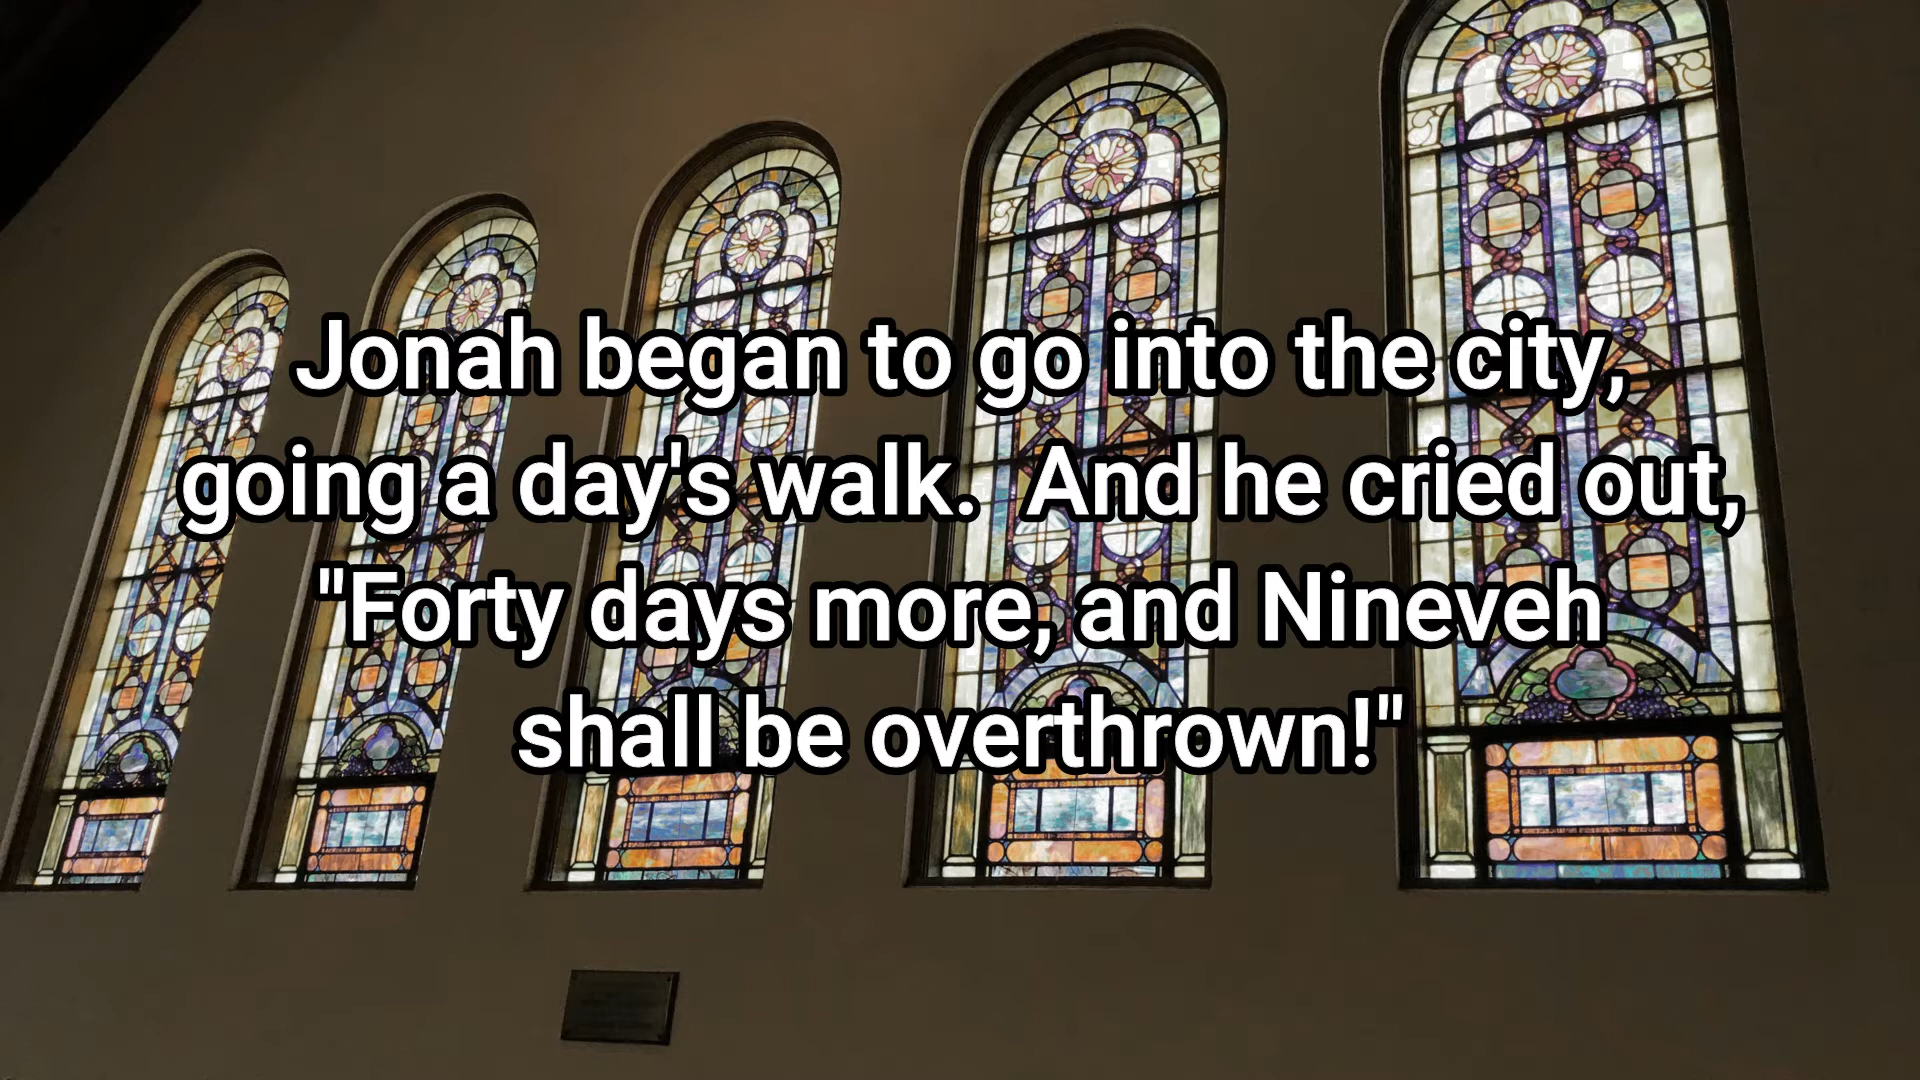 Jonah began to go into the city,
going a day's walk.  And he cried out,
"Forty days more, and Nineveh
shall be overthrown!"